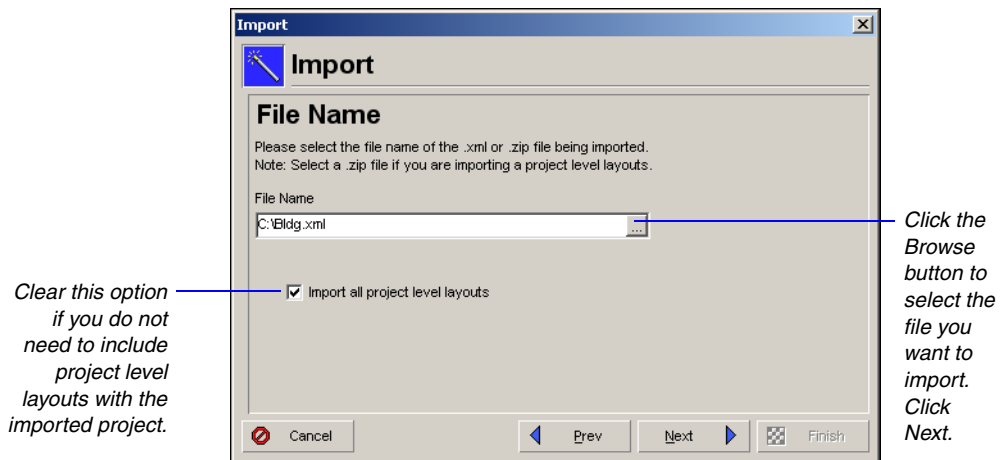 Import
Import
File Name
Please select the file name of the .xml or .zip file being imported.
Note: Select a .zip file if you are importing a project level layouts.
File Name
C:\Bldg.xml
...
Click the
Browse
button to
select the
file you
want to
import.
Click
Next.
Clear this option
if you do not
need to include
project level
layouts with the
imported project.
Import all project level layouts
Cancel
Prev
Next
Finish